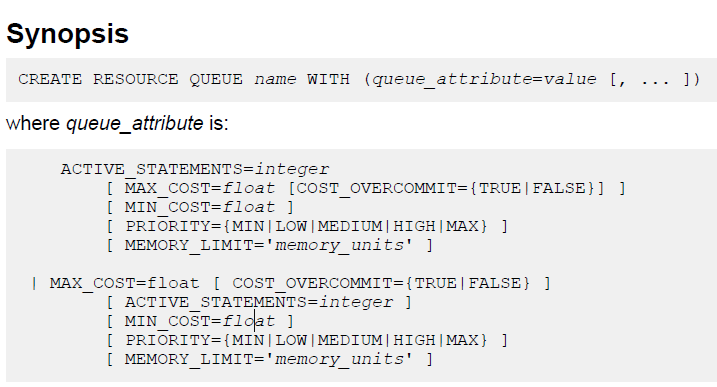 Synopsis
CREATE RESOURCE QUEUE name WITH (queue_attribute=value [, ... ])
where queue_attribute is:
ACTIVE_STATEMENTS=integer
[ MAX_COST=float [COST_OVERCOMMIT={TRUE|FALSE}] ]
[ MIN_COST=float ]
[ PRIORITY={MIN|LOW|MEDIUM|HIGH|MAX} ]
[ MEMORY_LIMIT='memory_units' ]
| MAX_COST=float [ COST_OVERCOMMIT={TRUE|FALSE} ]
[ ACTIVE_STATEMENTS=integer ]
[ MIN_COST=float ]
[ PRIORITY={MIN|LOW|MEDIUM|HIGH|MAX} ]
[ MEMORY_LIMIT='memory_units' ]